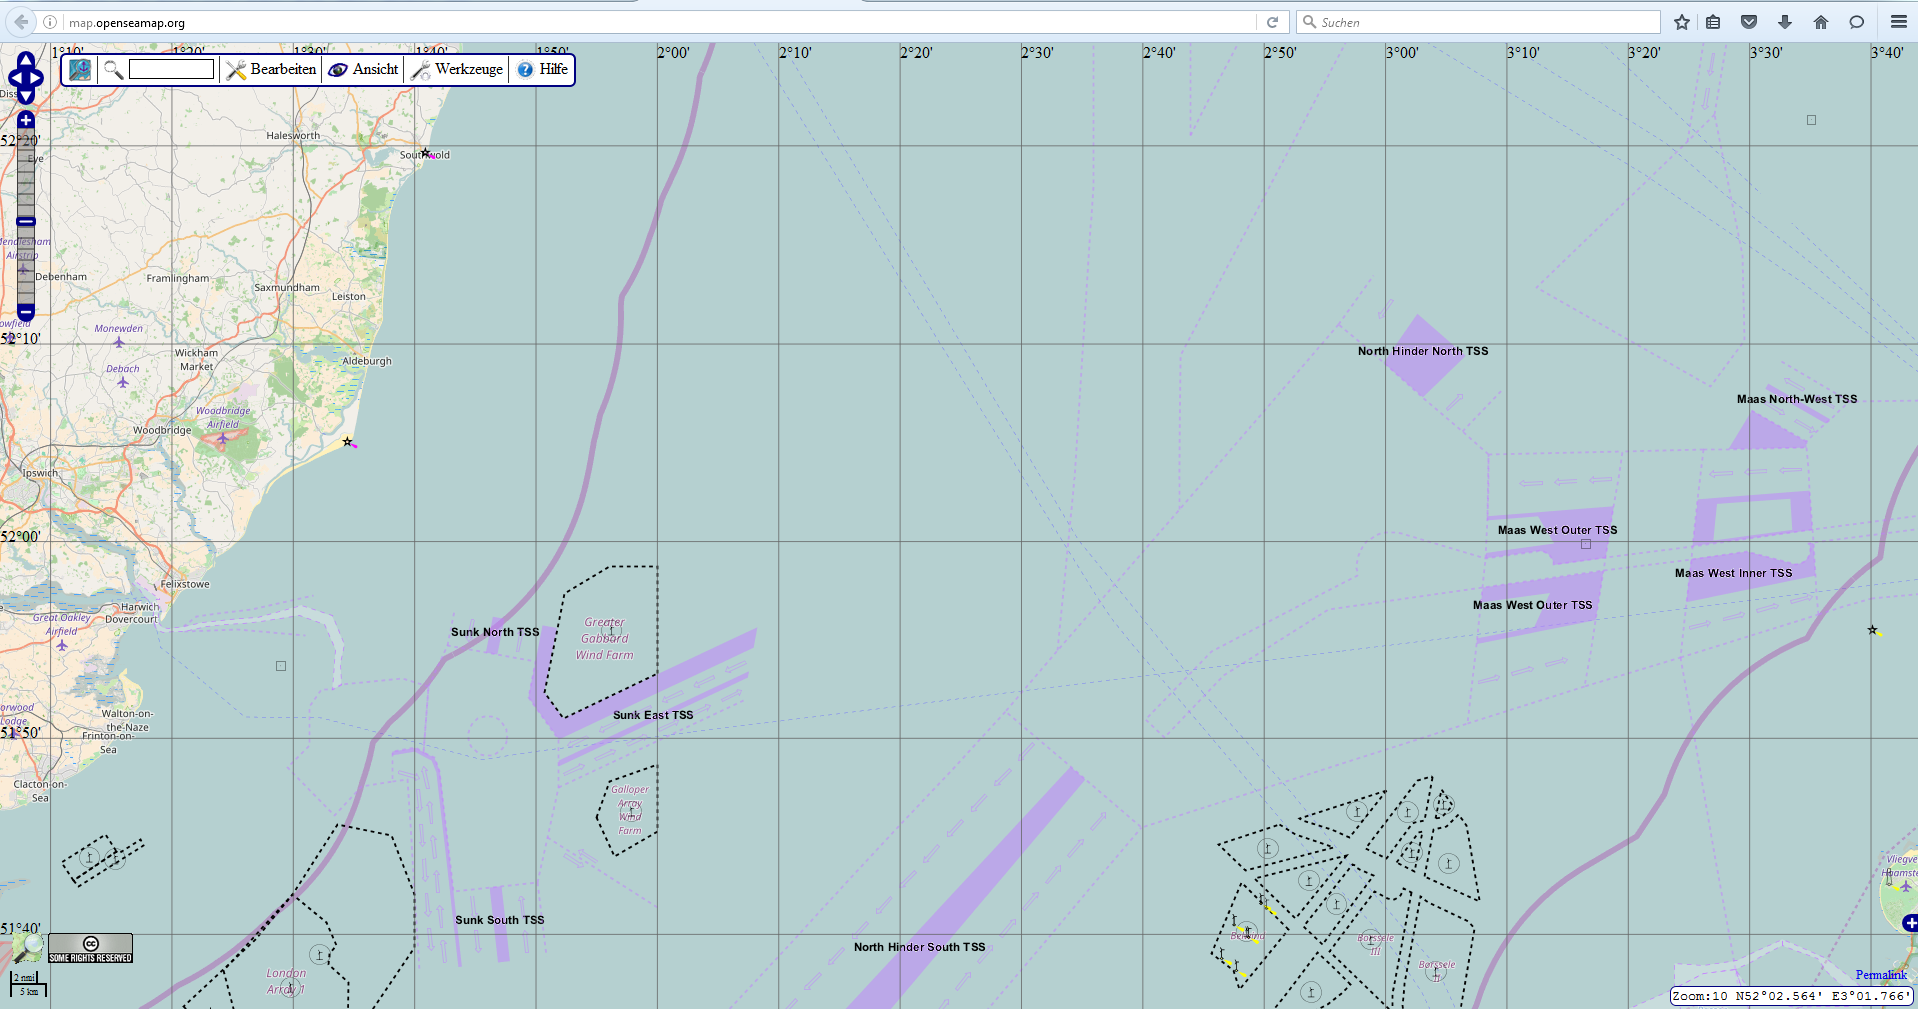 map.openseamap.org
Suchen
1°10'
1°20'
1°30'
1°40'
1°50'
2°00'
2°10'
2°20'
2°30'
2°40'
2°50'
3°00'
3°10'
3°20'
3°30'
3°40'
Bearbeiten
Ansicht
Werkzeuge
Hilfe
Halesworth
52°20'
Eye
Southwold
Mendlesham
Airstrip
Debenham
Framlingham
Saxmundham
Leiston
Monewden
52°10'
Wickham
Market
Aldeburgh
Debach
North Hinder North TSS
Maas North-West TSS
Woodbridge
Airfield
Woodbridge
Ipswich
52°00'
Maas West Outer TSS
Maas West Inner TSS
Felixstowe
Harwich
Dovercourt
Maas West Outer TSS
Great Oakley
Airfield
Sunk North TSS
Greater
Gabbard
Wind Farm
Walton-on-
the-Naze
Frinton-on-
Sea
Sunk East TSS
51°50'
Clacton-on-
Sea
Galloper
Array
Wind
Farm
51°40'
Sunk South TSS
North Hinder South TSS
Borssele
III
Borssele
II
London
Array 1
SOME RIGHTS RESERVED
2 nmi
5 km
Permalink
Zoom:10 N52°02.564' E3°01.766'